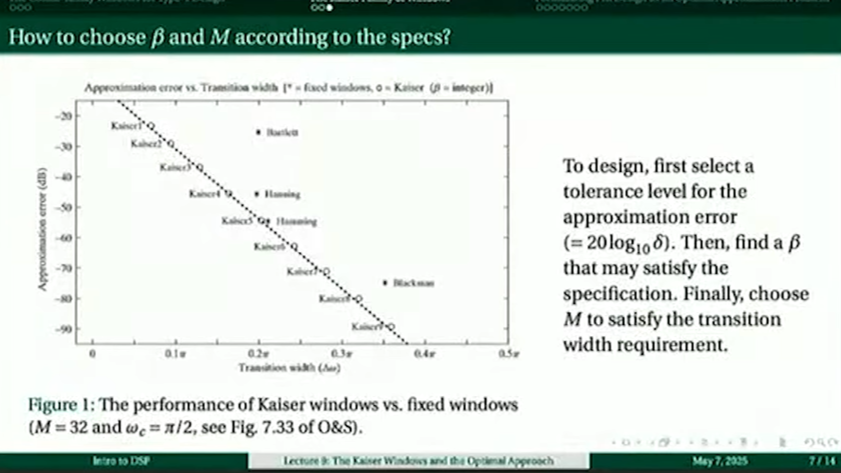 How to choose β and M according to the specs?
Approximation error vs. Transition width [* = fixed windows, o = Kaiser (β = integer)]
−20
−30
−40
−50
−60
−70
−80
−90
Approximation error (dB)
Kaiser1
Kaiser2
Kaiser3
Kaiser4
Kaiser5
Kaiser6
Kaiser7
Kaiser8
Kaiser9
Bartlett
Hanning
Hamming
Blackman
0
0.1π
0.2π
0.3π
0.4π
0.5π
Transition width (Δω)
To design, first select a
tolerance level for the
approximation error
(= 20log₁₀ δ). Then, find a β
that may satisfy the
specification. Finally, choose
M to satisfy the transition
width requirement.
Figure 1: The performance of Kaiser windows vs. fixed windows
(M = 32 and ω_c = π/2, see Fig. 7.33 of O&S).
Intro to DSP
Lecture 9: The Kaiser Windows and the Optimal Approach
May 7, 2025
7 / 14